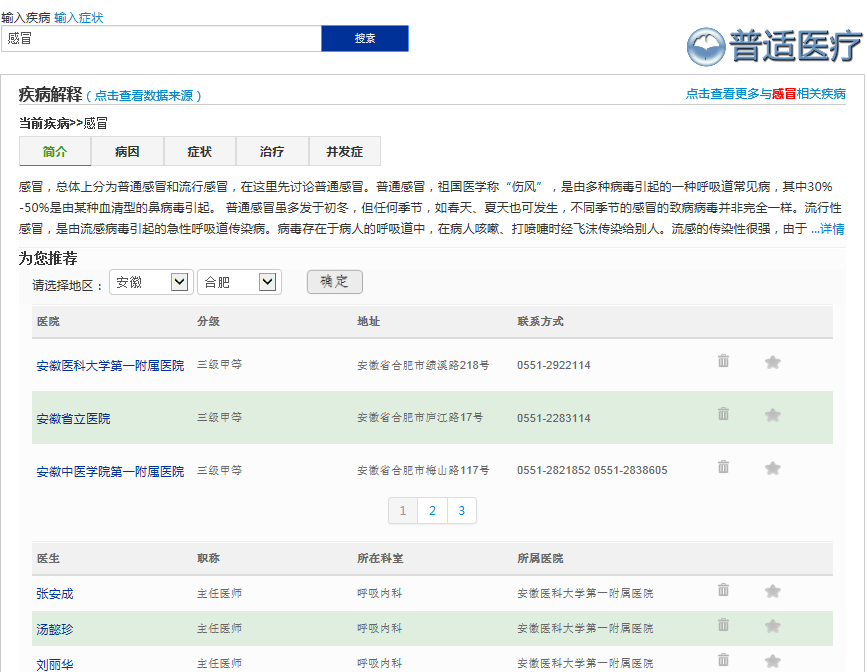 输入疾病 输入症状
感冒 搜索
普适医疗
疾病解释 ( 点击查看数据来源 ) 点击查看更多与感冒相关疾病
当前疾病>>感冒
简介 病因 症状 治疗 并发症
感冒，总体上分为普通感冒和流行感冒，在这里先讨论普通感冒。普通感冒，祖国医学称“伤风”，是由多种病毒引起的一种呼吸道常见病，其中30%
-50%是由某种血清型的鼻病毒引起。 普通感冒虽多发于初冬，但任何季节，如春天、夏天也可发生，不同季节的感冒的致病病毒并非完全一样。流行性
感冒，是由流感病毒引起的急性呼吸道传染病。病毒存在于病人的呼吸道中，在病人咳嗽、打喷嚏时经飞沫传染给别人。流感的传染性很强，由于 ...详情
为您推荐
请选择地区： 安徽 合肥 确定
医院 分级 地址 联系方式
安徽医科大学第一附属医院 三级甲等 安徽省合肥市绩溪路218号 0551-2922114
安徽省立医院 三级甲等 安徽省合肥市庐江路17号 0551-2283114
安徽中医学院第一附属医院 三级甲等 安徽省合肥市梅山路117号 0551-2821852 0551-2838605
1 2 3
医生 职称 所在科室 所属医院
张安成 主任医师 呼吸内科 安徽医科大学第一附属医院
汤懿珍 主任医师 呼吸内科 安徽医科大学第一附属医院
刘丽华 主任医师 呼吸内科 安徽医科大学第一附属医院